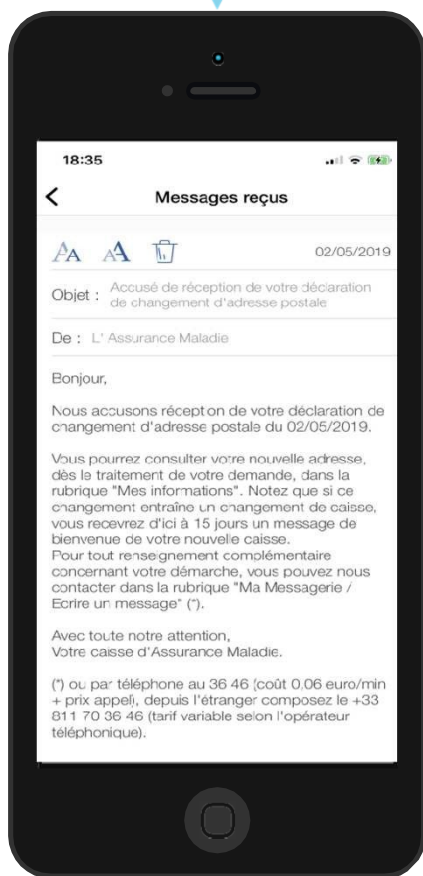 18:35
Messages reçus
AA AA 02/05/2019
Objet : Accusé de réception de votre déclaration
de changement d'adresse postale
De : L' Assurance Maladie
Bonjour,
Nous accusons réception de votre déclaration de
changement d'adresse postale du 02/05/2019.
Vous pourrez consulter votre nouvelle adresse,
dès le traitement de votre demande, dans la
rubrique "Mes informations". Notez que si ce
changement entraîne un changement de caisse,
vous recevrez d'ici à 15 jours un message de
bienvenue de votre nouvelle caisse.
Pour tout renseignement complémentaire
concernant votre démarche, vous pouvez nous
contacter dans la rubrique "Ma Messagerie /
Ecrire un message" (*).
Avec toute notre attention,
Votre caisse d'Assurance Maladie.
(*) ou par téléphone au 36 46 (coût 0,06 euro/min
+ prix appel), depuis l'étranger composez le +33
811 70 36 46 (tarif variable selon l'opérateur
téléphonique).